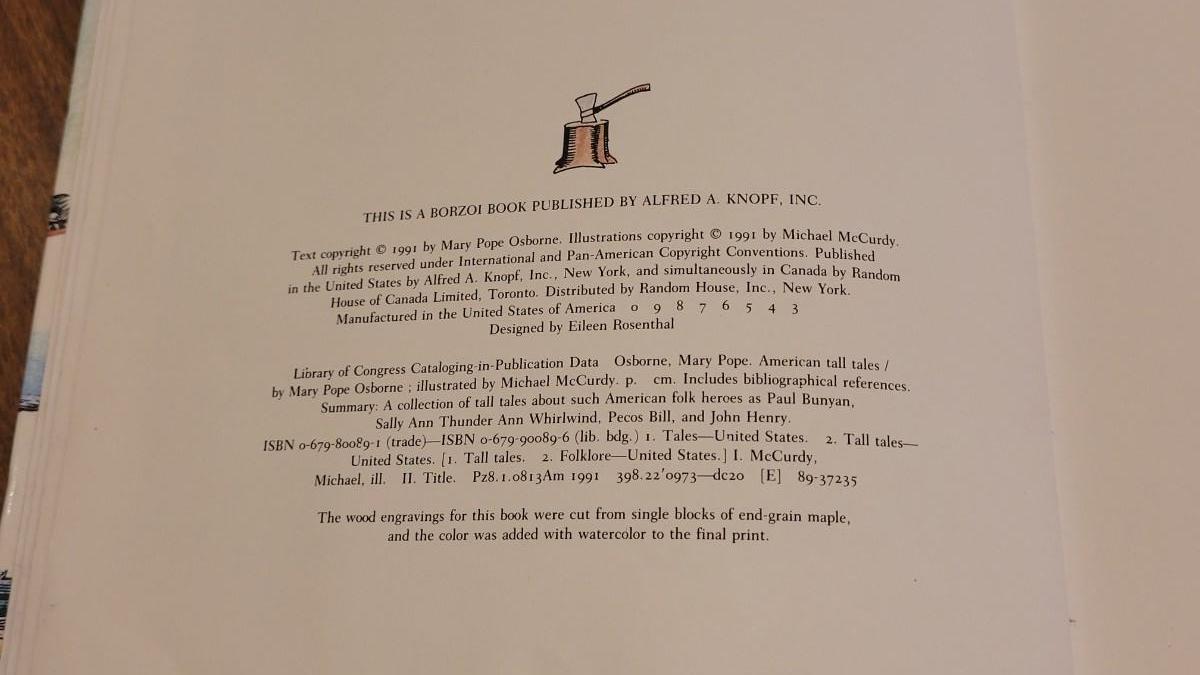 THIS IS A BORZOI BOOK PUBLISHED BY ALFRED A. KNOPF, INC.
Text copyright © 1991 by Mary Pope Osborne. Illustrations copyright © 1991 by Michael McCurdy.
All rights reserved under International and Pan-American Copyright Conventions. Published
in the United States by Alfred A. Knopf, Inc., New York, and simultaneously in Canada by Random
House of Canada Limited, Toronto. Distributed by Random House, Inc., New York.
Manufactured in the United States of America 0 9 8 7 6 5 4 3
Designed by Eileen Rosenthal
Library of Congress Cataloging-in-Publication Data Osborne, Mary Pope. American tall tales /
by Mary Pope Osborne ; illustrated by Michael McCurdy. p. cm. Includes bibliographical references.
Summary: A collection of tall tales about such American folk heroes as Paul Bunyan,
Sally Ann Thunder Ann Whirlwind, Pecos Bill, and John Henry.
ISBN 0-679-80089-1 (trade)—ISBN 0-679-90089-6 (lib. bdg.) 1. Tales—United States. 2. Tall tales—
United States. [1. Tall tales. 2. Folklore—United States.] I. McCurdy,
Michael, ill. II. Title. Pz8.1.0813Am 1991 398.22'0973—dc20 [E] 89-37235
The wood engravings for this book were cut from single blocks of end-grain maple,
and the color was added with watercolor to the final print.